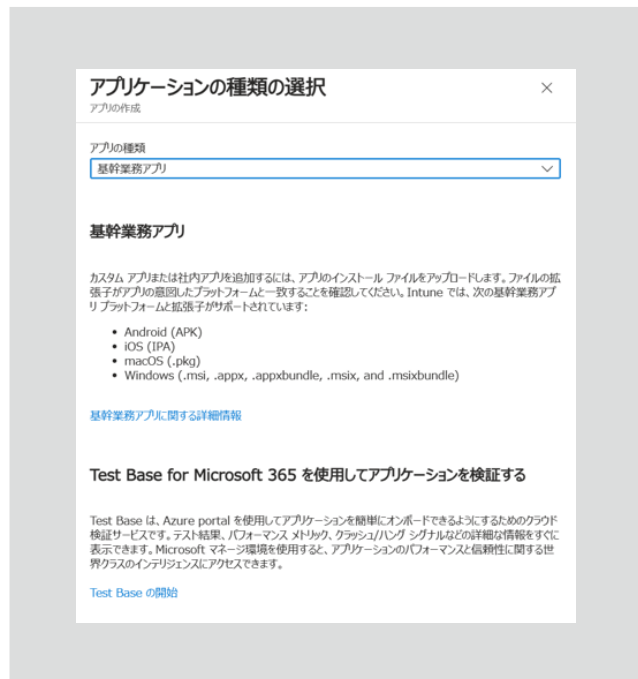 アプリケーションの種類の選択
アプリの作成
アプリの種類
基幹業務アプリ
基幹業務アプリ
カスタム アプリまたは社内アプリを追加するには、アプリのインストール ファイルをアップロードします。ファイルの拡
張子がアプリの意図したプラットフォームと一致することを確認してください。Intune では、次の基幹業務アプ
リ プラットフォームと拡張子がサポートされています:
• Android (APK)
• iOS (IPA)
• macOS (.pkg)
• Windows (.msi, .appx, .appxbundle, .msix, and .msixbundle)
基幹業務アプリに関する詳細情報
Test Base for Microsoft 365 を使用してアプリケーションを検証する
Test Base は、Azure portal を使用してアプリケーションを簡単にオンボードできるようにするためのクラウド
検証サービスです。テスト結果、パフォーマンス メトリック、クラッシュ/ハング シグナルなどの詳細な情報をすぐに
表示できます。Microsoft マネージ環境を使用すると、アプリケーションのパフォーマンスと信頼性に関する世
界クラスのインテリジェンスにアクセスできます。
Test Base の開始